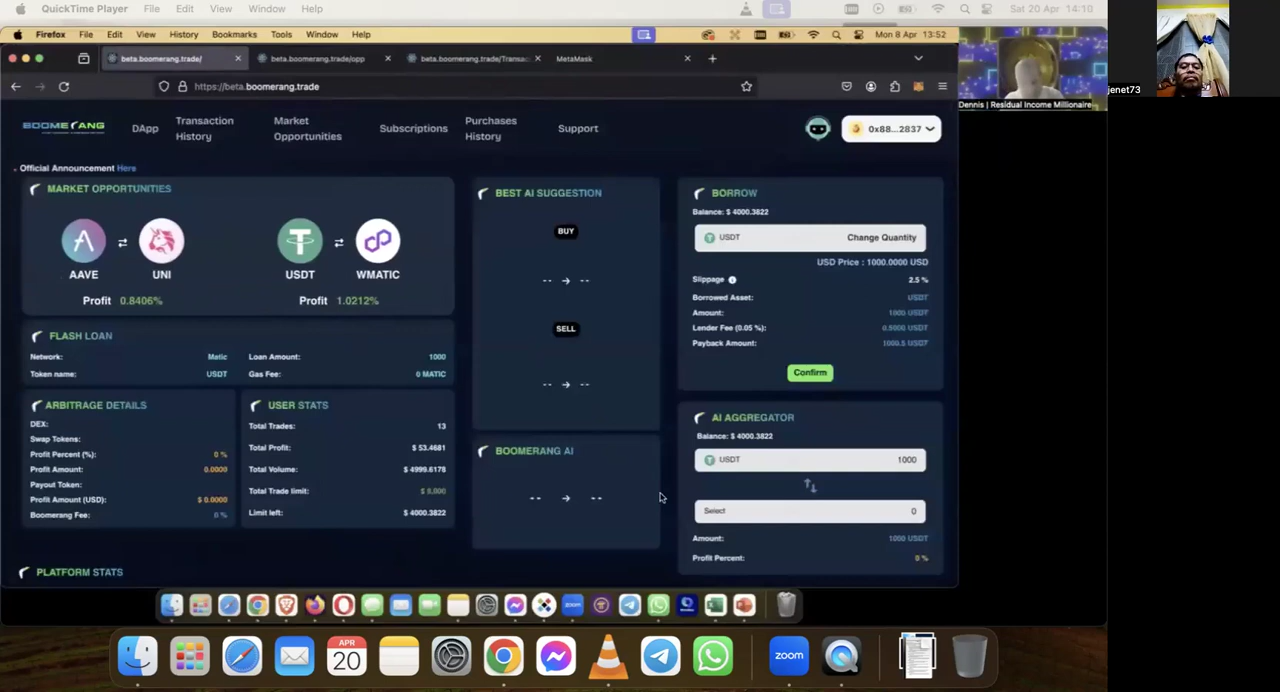 QuickTime Player File Edit View Window Help
Sat 20 Apr 14:10
Firefox File Edit View History Bookmarks Tools Window Help
Mon 8 Apr 13:52
beta.boomerang.trade/
beta.boomerang.trade/opp
beta.boomerang.trade/Transac
MetaMask
https://beta.boomerang.trade
jenet73
Dennis | Residual Income Millionaire
BOOMERANG
DApp
Transaction History
Market Opportunities
Subscriptions
Purchases History
Support
0x88...2837
Official Announcement Here
MARKET OPPORTUNITIES
AAVE
UNI
Profit 0.8406%
USDT
WMATIC
Profit 1.0212%
FLASH LOAN
Network: Matic
Loan Amount: 1000
Token name: USDT
Gas Fee: 0 MATIC
ARBITRAGE DETAILS
DEX:
Swap Tokens:
Profit Percent (%): 0 %
Profit Amount: 0.0000
Payout Token:
Profit Amount (USD): $ 0.0000
Boomerang Fee: 0 %
USER STATS
Total Trades: 13
Total Profit: $ 53.4681
Total Volume: $ 4999.6178
Total Trade limit: $ 9,000
Limit left: $ 4000.3822
PLATFORM STATS
BEST AI SUGGESTION
BUY
-- → --
SELL
-- → --
BOOMERANG AI
-- → --
BORROW
Balance: $ 4000.3822
USDT Change Quantity
USD Price : 1000.0000 USD
Slippage 2.5 %
Borrowed Asset: USDT
Amount: 1000 USDT
Lender Fee (0.05 %): 0.5000 USDT
Payback Amount: 1000.5 USDT
Confirm
AI AGGREGATOR
Balance: $ 4000.3822
USDT 1000
Select 0
Amount: 1000 USDT
Profit Percent: 0 %
APR
20
zoom